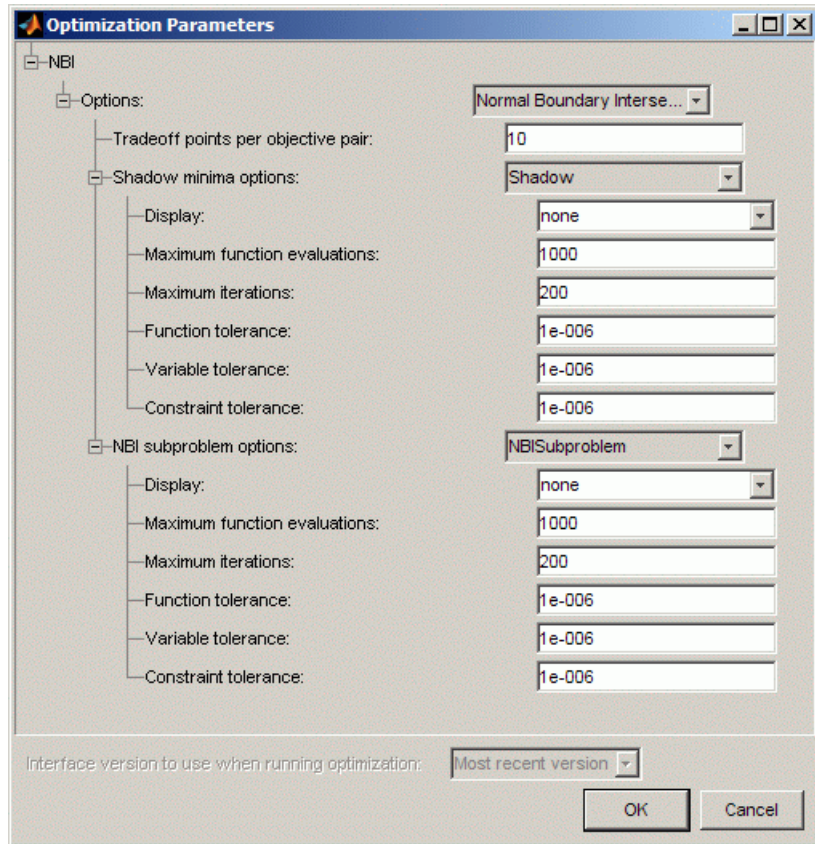 Optimization Parameters
NBI
Options: Normal Boundary Interse...
Tradeoff points per objective pair: 10
Shadow minima options: Shadow
Display: none
Maximum function evaluations: 1000
Maximum iterations: 200
Function tolerance: 1e-006
Variable tolerance: 1e-006
Constraint tolerance: 1e-006
NBI subproblem options: NBISubproblem
Display: none
Maximum function evaluations: 1000
Maximum iterations: 200
Function tolerance: 1e-006
Variable tolerance: 1e-006
Constraint tolerance: 1e-006
Interface version to use when running optimization: Most recent version
OK Cancel